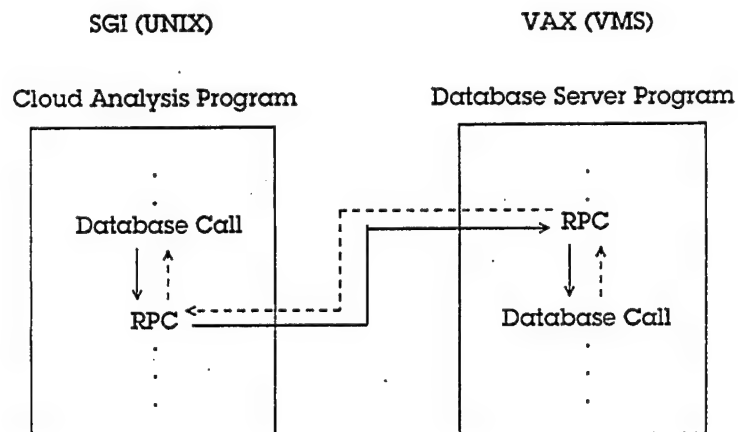 SGI (UNIX)
VAX (VMS)
Cloud Analysis Program
Database Server Program
Database Call
RPC
RPC
Database Call